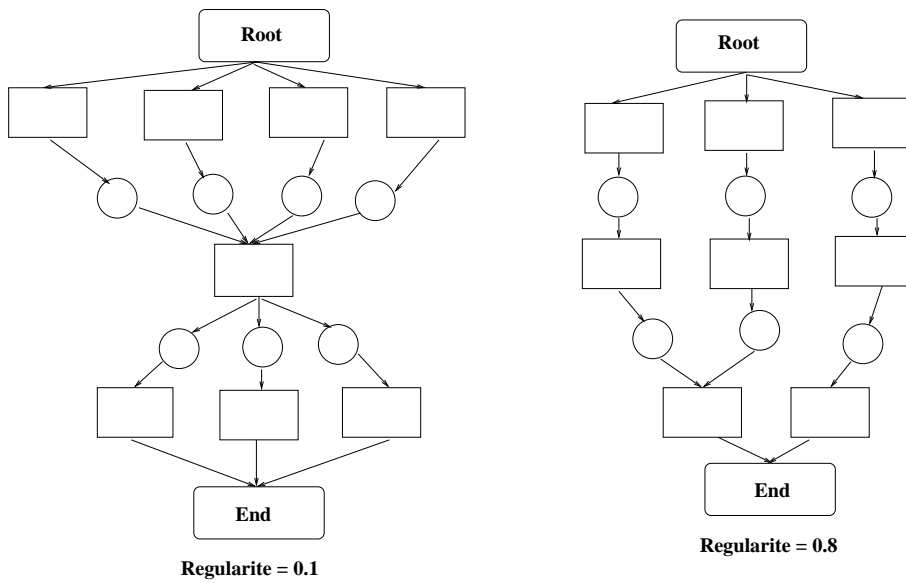 Root
End
Regularite = 0.1
Root
End
Regularite = 0.8